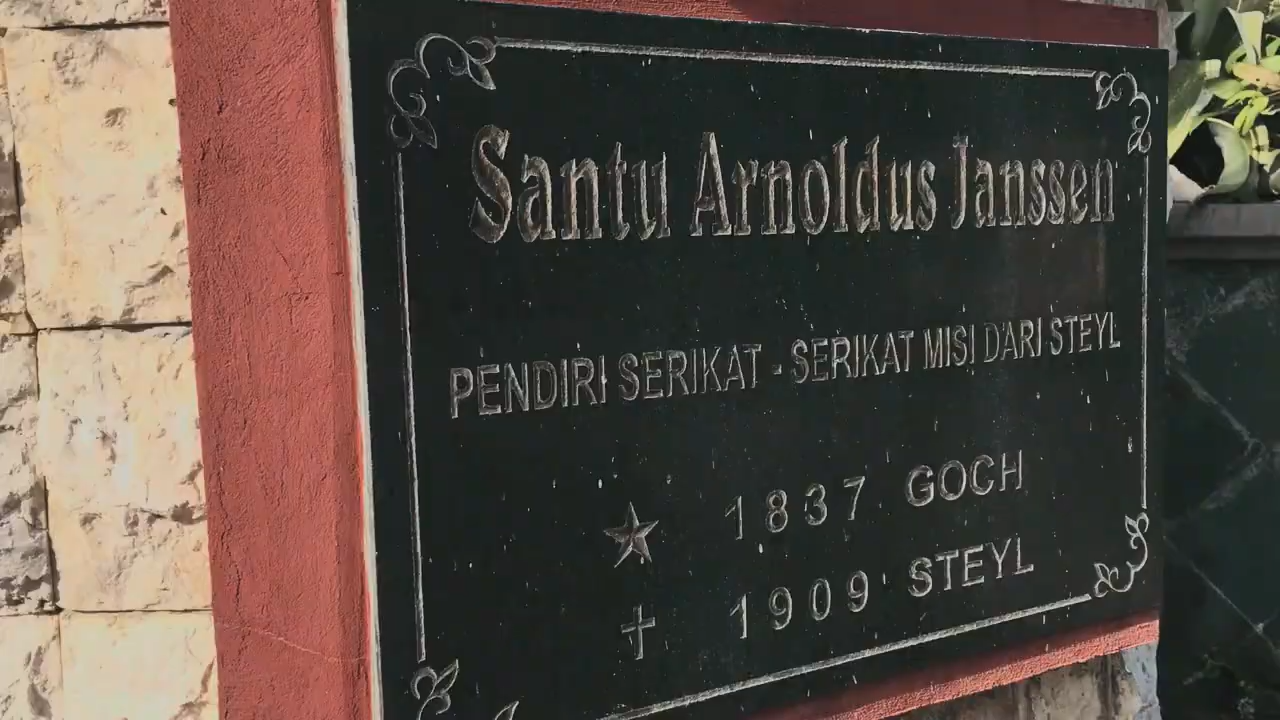 Santu Arnoldus Janssen
PENDIRI SERIKAT - SERIKAT MISI DARI STEYL
1837 GOCH
1909 STEYL